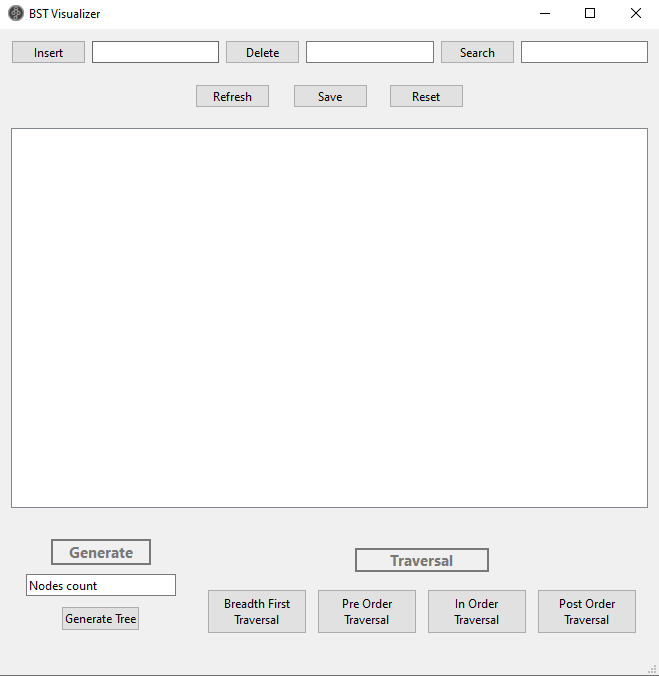 BST Visualizer
Insert Delete Search
Refresh Save Reset
Generate
Nodes count
Generate Tree
Traversal
Breadth First
Traversal
Pre Order
Traversal
In Order
Traversal
Post Order
Traversal